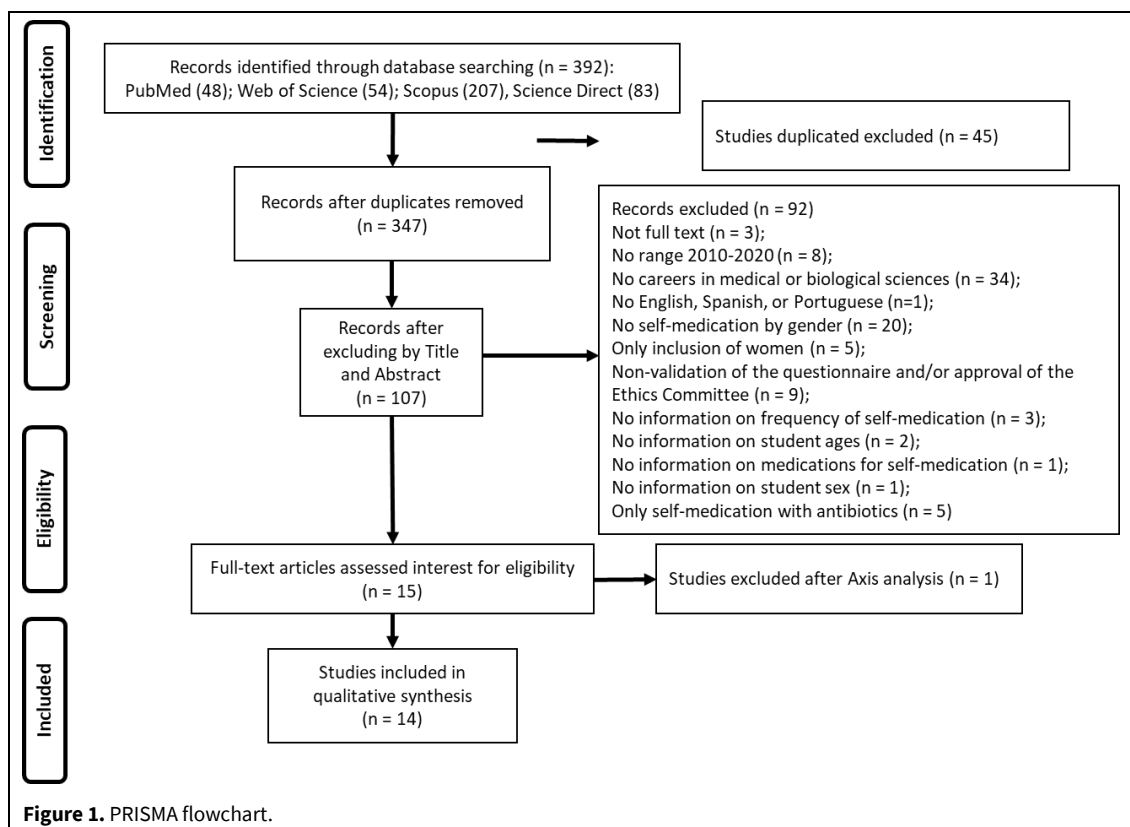 Identification
Records identified through database searching (n = 392):
PubMed (48); Web of Science (54); Scopus (207), Science Direct (83)
Studies duplicated excluded (n = 45)
Records after duplicates removed
(n = 347)
Screening
Records after
excluding by Title
and Abstract
(n = 107)
Records excluded (n = 92)
Not full text (n = 3);
No range 2010-2020 (n = 8);
No careers in medical or biological sciences (n = 34);
No English, Spanish, or Portuguese (n=1);
No self-medication by gender (n = 20);
Only inclusion of women (n = 5);
Non-validation of the questionnaire and/or approval of the
Ethics Committee (n = 9);
No information on frequency of self-medication (n = 3);
No information on student ages (n = 2);
No information on medications for self-medication (n = 1);
No information on student sex (n = 1);
Only self-medication with antibiotics (n = 5)
Eligibility
Full-text articles assessed interest for eligibility
(n = 15)
Studies excluded after Axis analysis (n = 1)
Included
Studies included in
qualitative synthesis
(n = 14)
Figure 1. PRISMA flowchart.